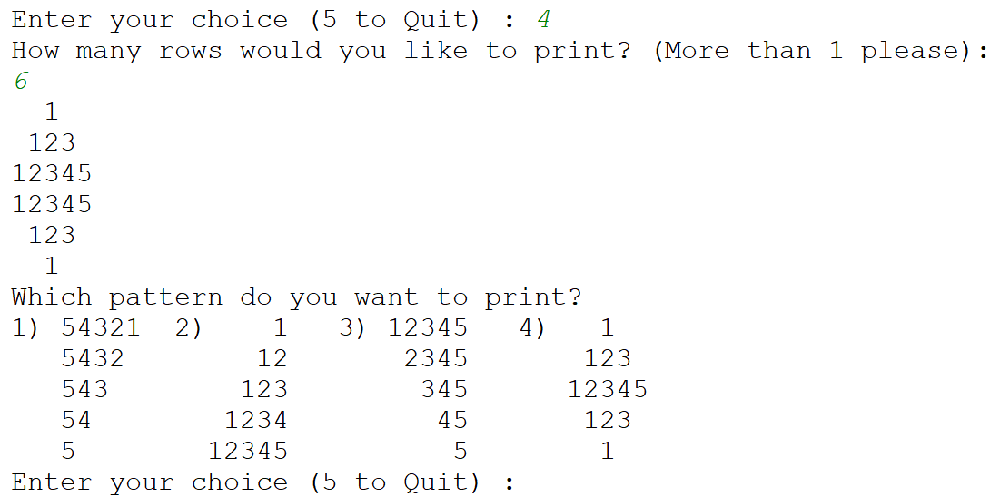 Enter your choice (5 to Quit) : 4
How many rows would you like to print? (More than 1 please):
6
  1
 123
12345
12345
 123
  1
Which pattern do you want to print?
1) 54321  2)    1   3) 12345   4)   1
   5432        12       2345       123
   543        123        345      12345
   54        1234         45       123
   5        12345          5        1
Enter your choice (5 to Quit) :